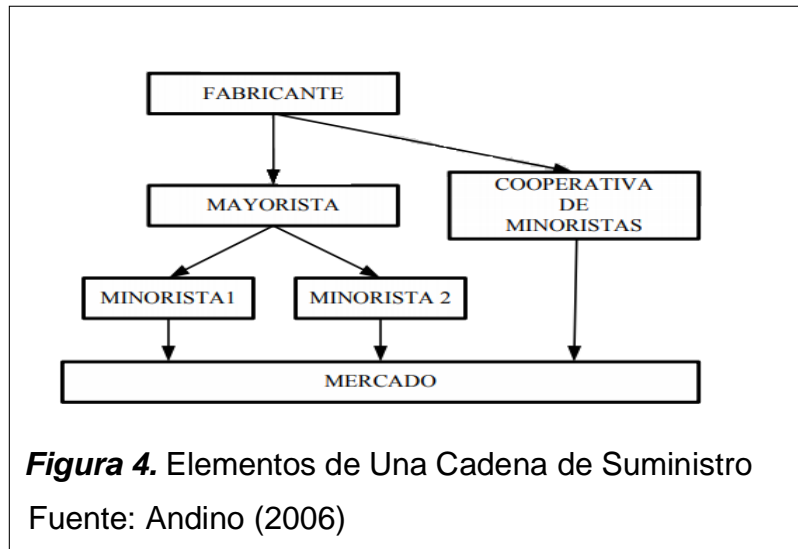 FABRICANTE
MAYORISTA
COOPERATIVA
DE
MINORISTAS
MINORISTA1
MINORISTA 2
MERCADO
Figura 4. Elementos de Una Cadena de Suministro
Fuente: Andino (2006)